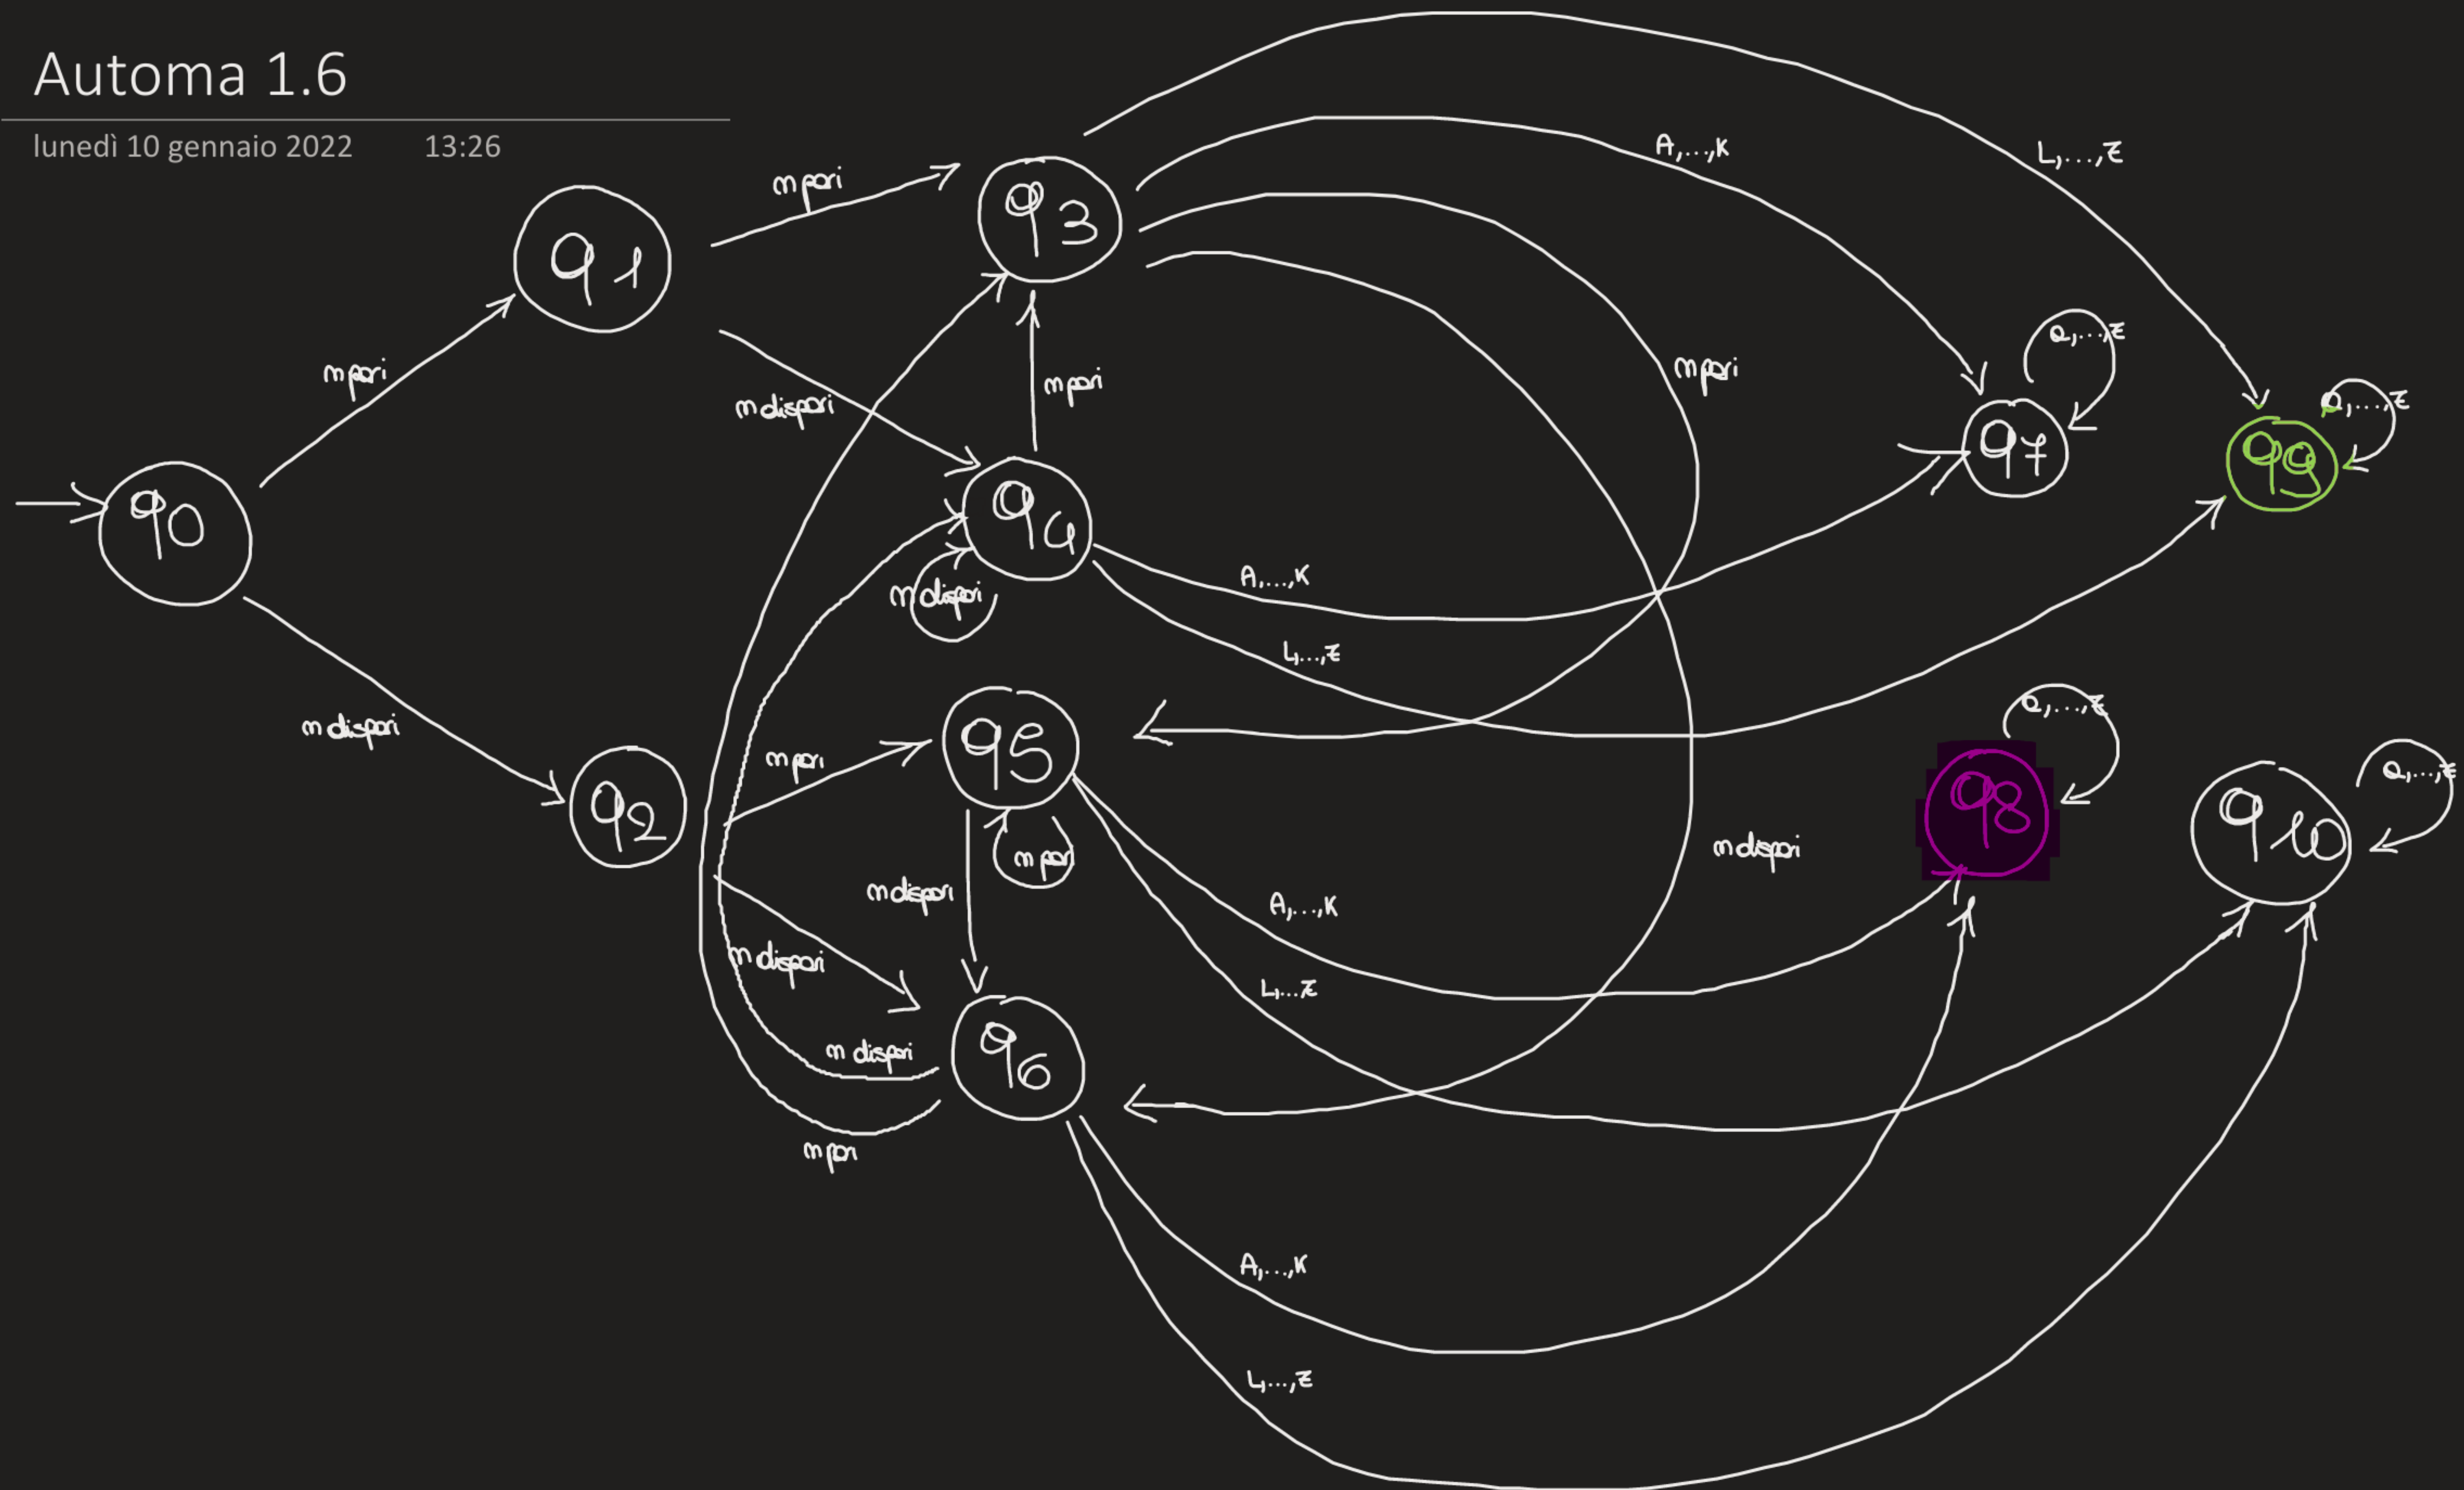 Automa 1.6
lunedì 10 gennaio 2022 13:26
A,...,K
L,...,Z
m pari
q3
q1
a,...,z
m pari
m pari
m pari
a,...,z
m dispari
q7
q9
q0
q4
A,...,K
m dispari
L,...,Z
m dispari
q5
a,...,z
m pari
a,...,z
q2
q8
q10
m pari
m dispari
m dispari
A,...,K
m dispari
L,...,Z
m dispari
q6
m pari
A,...,K
L,...,Z